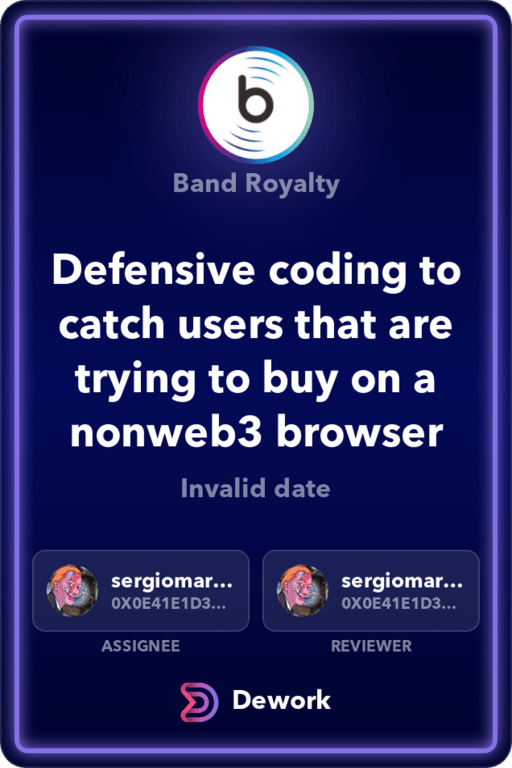 b
Band Royalty
Defensive coding to
catch users that are
trying to buy on a
nonweb3 browser
Invalid date
sergiomar...
0X0E41E1D3...
ASSIGNEE
sergiomar...
0X0E41E1D3...
REVIEWER
Dework